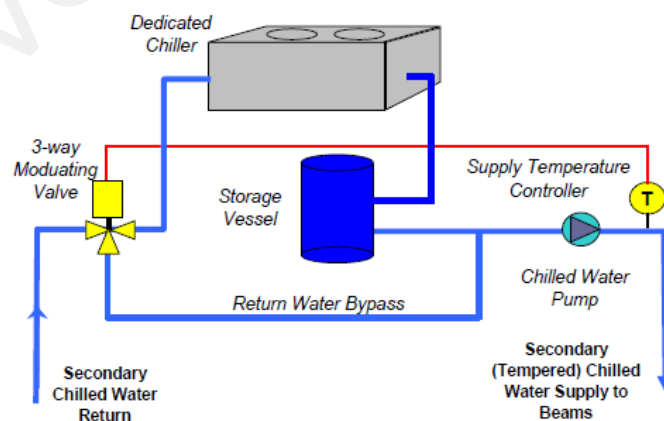 Dedicated
Chiller
3-way
Moduating
Valve
Storage
Vessel
Supply Temperature
Controller
T
Chilled Water
Pump
Return Water Bypass
Secondary
Chilled Water
Return
Secondary
(Tempered) Chilled
Water Supply to
Beams